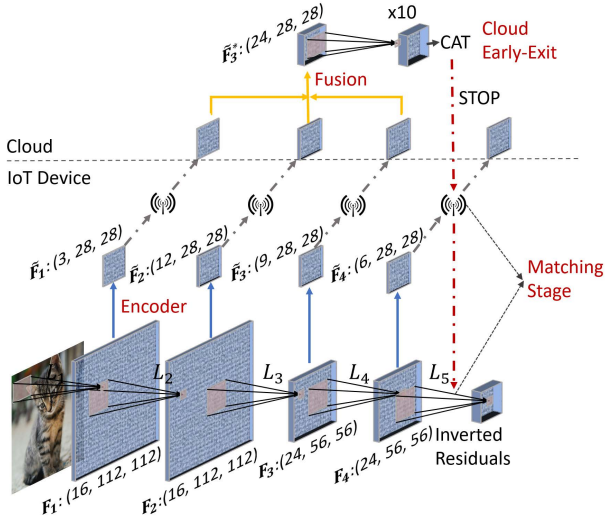 x10
F̃₃*:(24, 28, 28)
CAT
Cloud
Early-Exit
Fusion
STOP
Cloud
IoT Device
F̃₁:(3, 28, 28)
F̃₂:(12, 28, 28)
F̃₃:(9, 28, 28)
F̃₄:(6, 28, 28)
Matching
Stage
Encoder
L₂
L₃
L₄
L₅
Inverted
Residuals
F₁:(16, 112, 112)
F₂:(16, 112, 112)
F₃:(24, 56, 56)
F₄:(24, 56, 56)